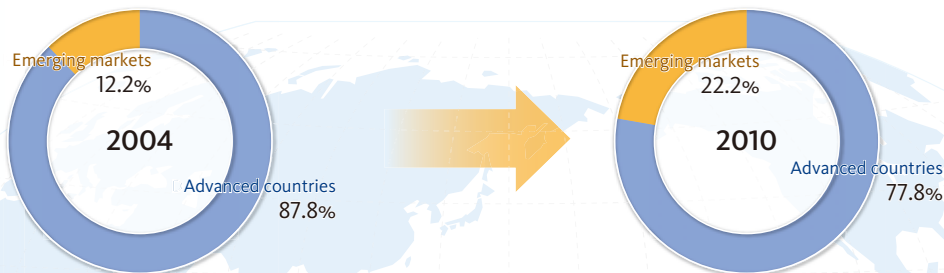 Emerging markets
12.2%
2004
Advanced countries
87.8%
Emerging markets
22.2%
2010
Advanced countries
77.8%